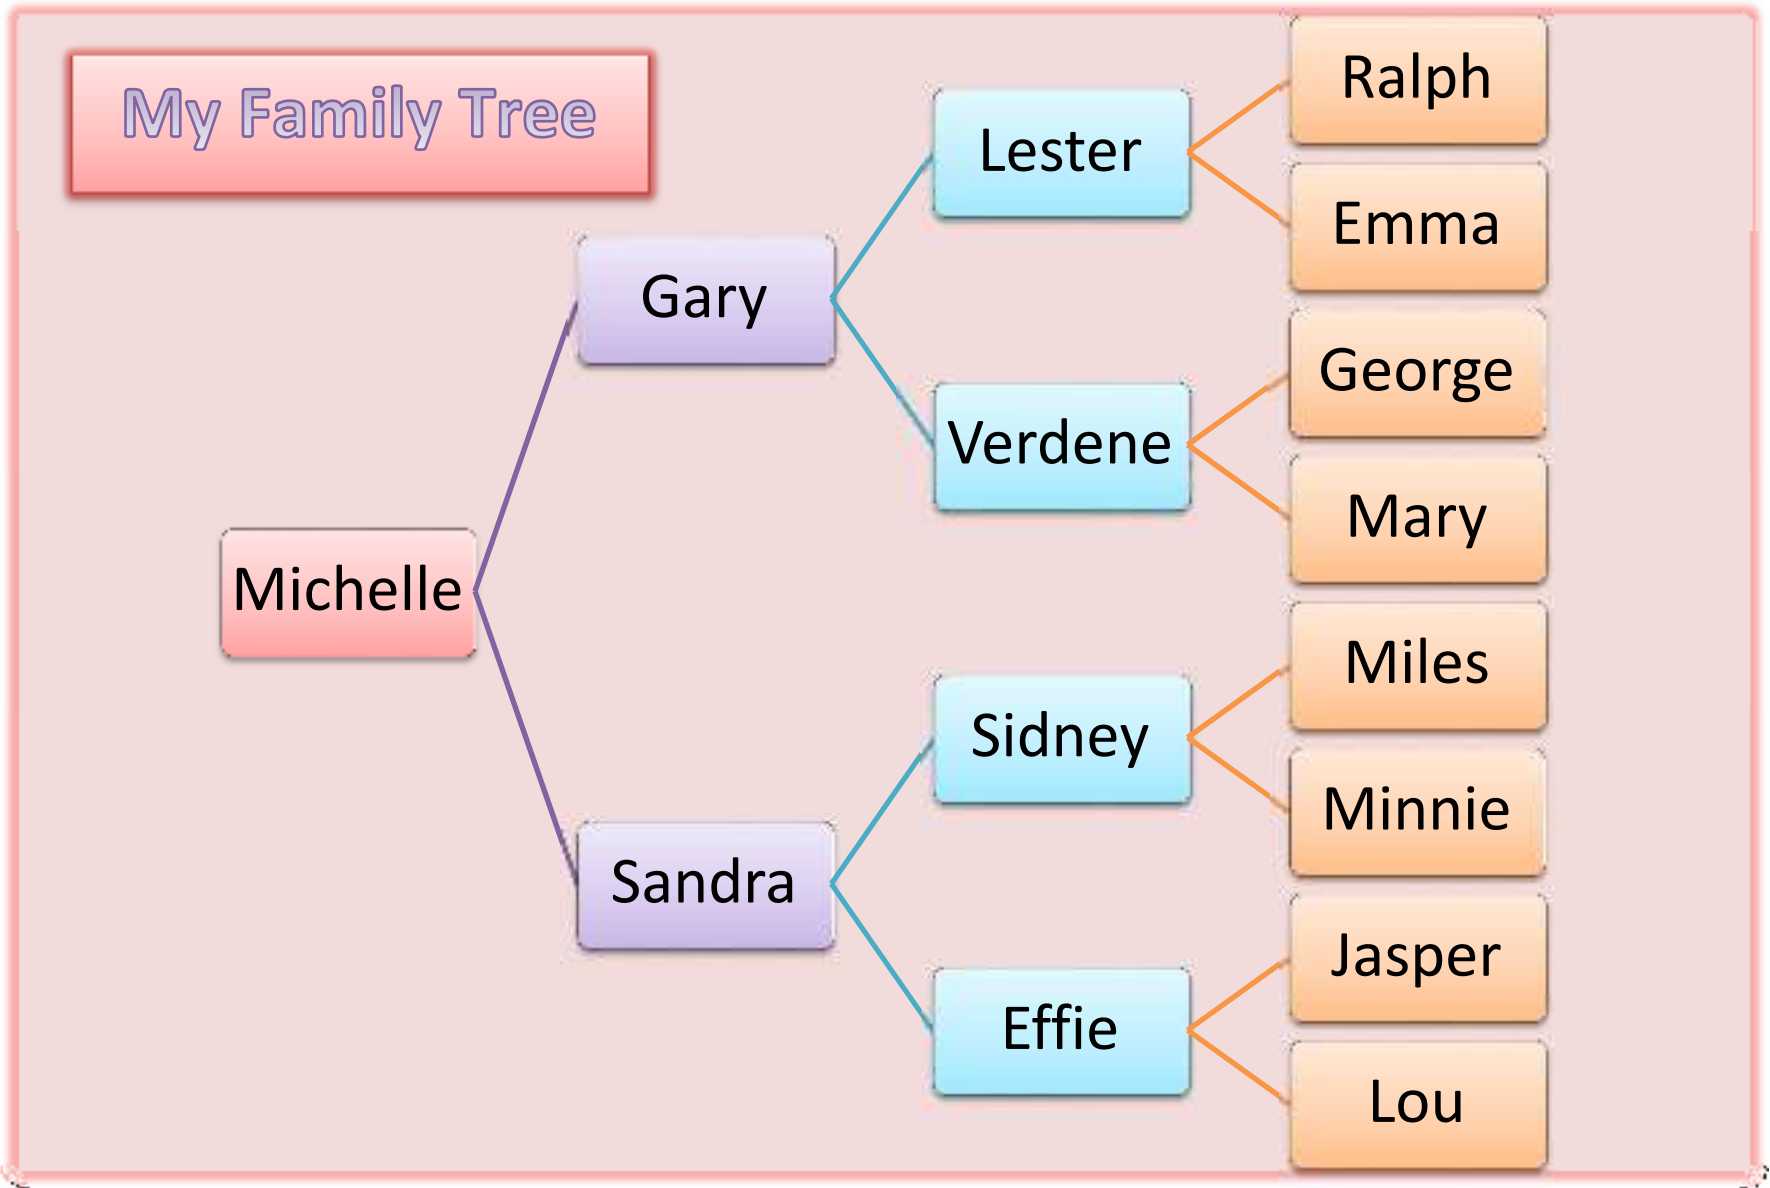 My Family Tree
Michelle
Gary
Sandra
Lester
Verdene
Sidney
Effie
Ralph
Emma
George
Mary
Miles
Minnie
Jasper
Lou